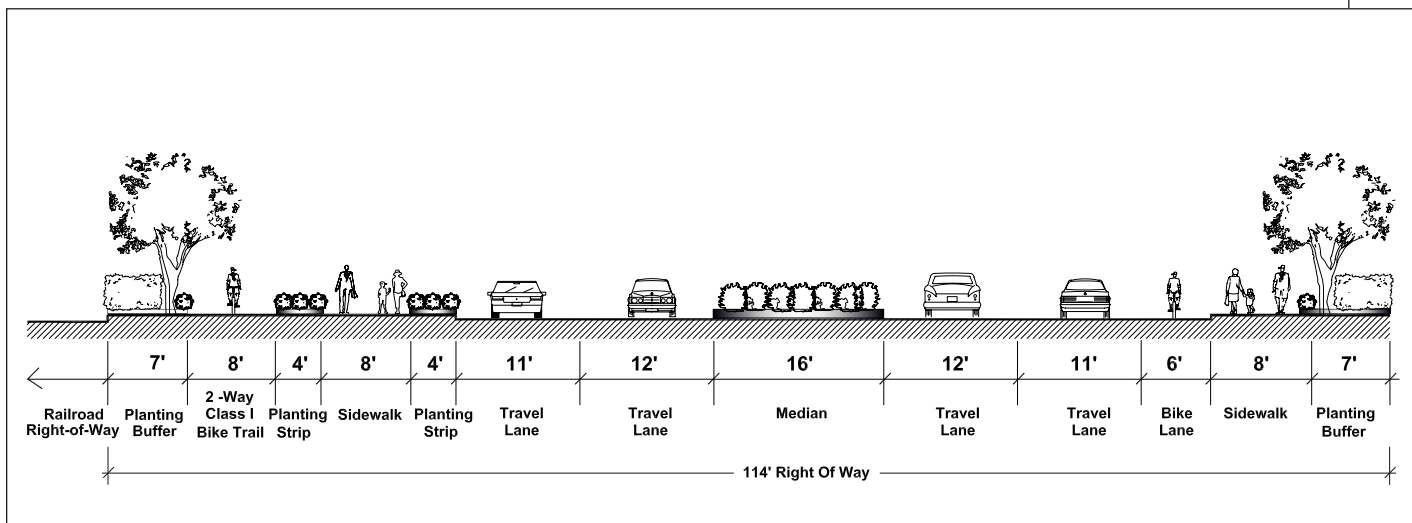 7' 8' 4' 8' 4' 11' 12' 16' 12' 11' 6' 8' 7'
Railroad
Right-of-Way
Planting
Buffer
2 -Way
Class I
Bike Trail
Planting
Strip
Sidewalk
Planting
Strip
Travel
Lane
Travel
Lane
Median
Travel
Lane
Travel
Lane
Bike
Lane
Sidewalk
Planting
Buffer
114' Right Of Way